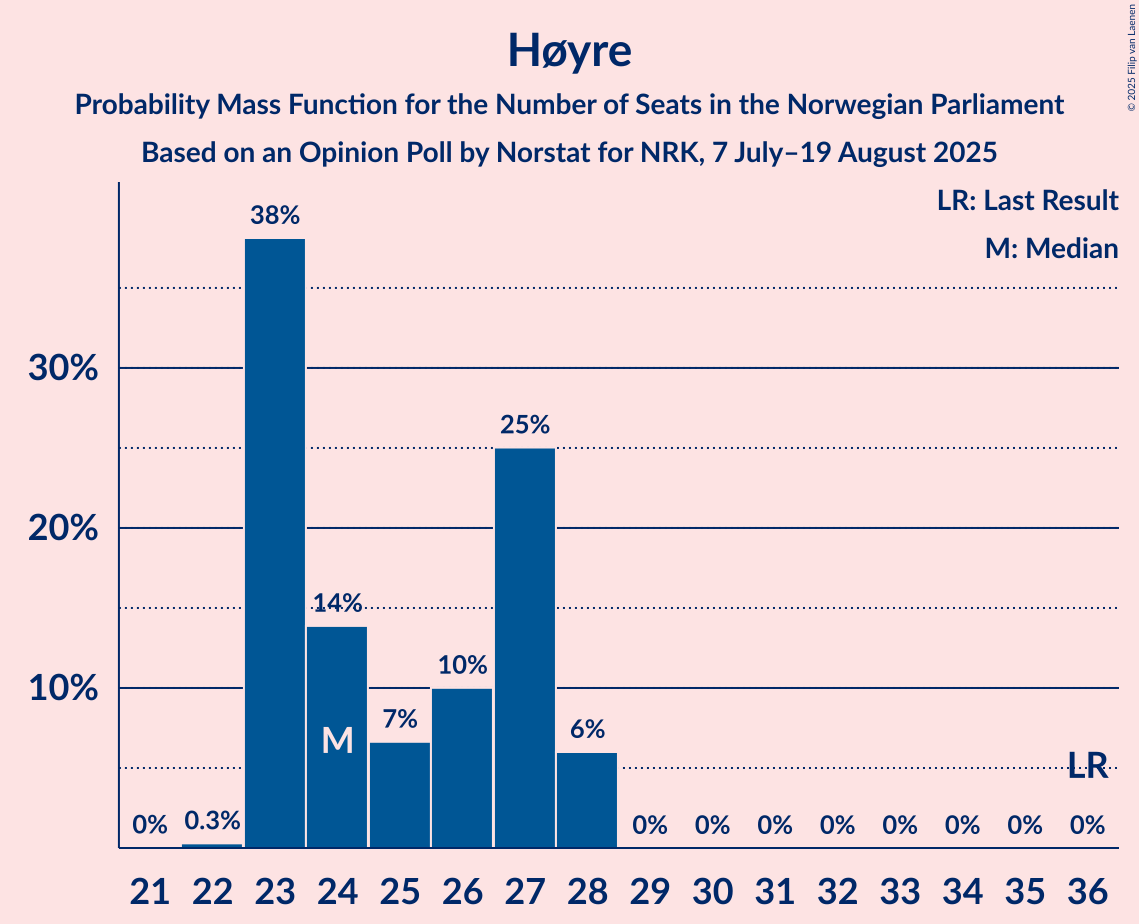 Høyre
Probability Mass Function for the Number of Seats in the Norwegian Parliament
Based on an Opinion Poll by Norstat for NRK, 7 July–19 August 2025
© 2025 Filip van Laenen
LR: Last Result
M: Median
38%
30%
25%
20%
14%
10%
10%
7%
M
6%
LR
0% 0.3% 0% 0% 0% 0% 0% 0% 0% 0%
21 22 23 24 25 26 27 28 29 30 31 32 33 34 35 36